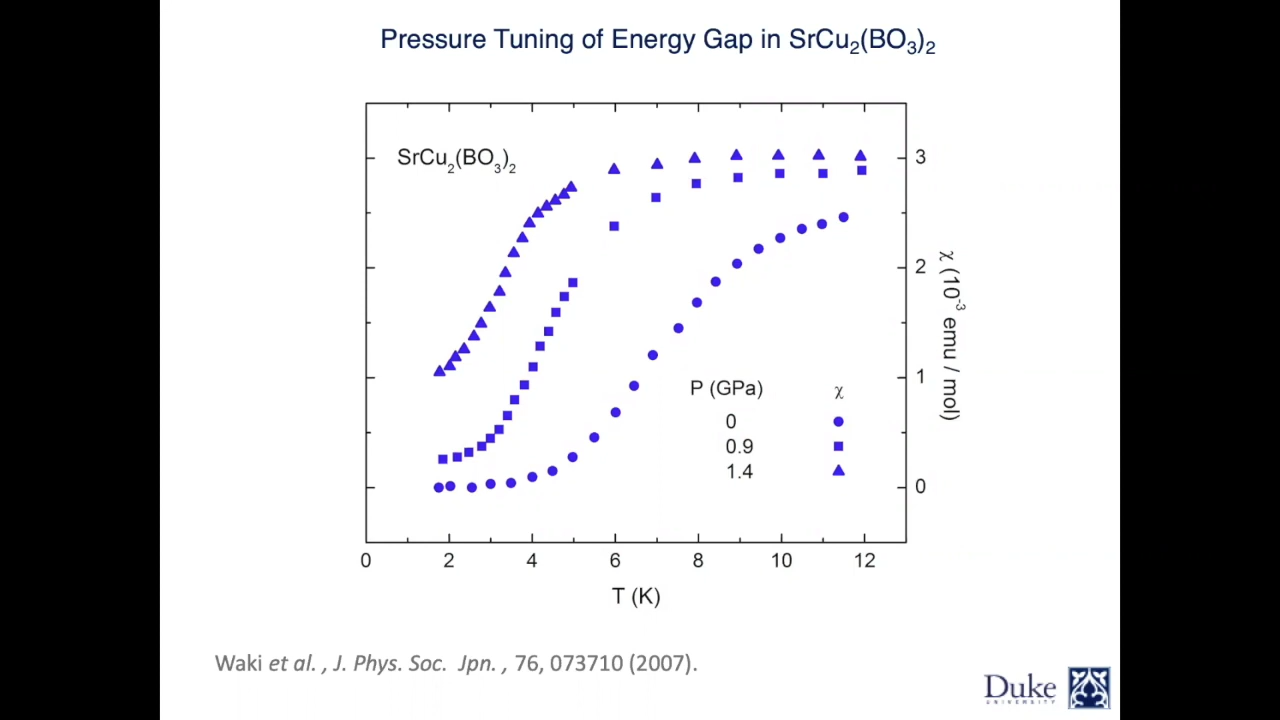 Pressure Tuning of Energy Gap in SrCu₂(BO₃)₂
SrCu₂(BO₃)₂
3
2
1
0
χ (10⁻³ emu / mol)
P (GPa) χ
0
0.9
1.4
0 2 4 6 8 10 12
T (K)
Waki et al. , J. Phys. Soc. Jpn. , 76, 073710 (2007).
Duke
UNIVERSITY